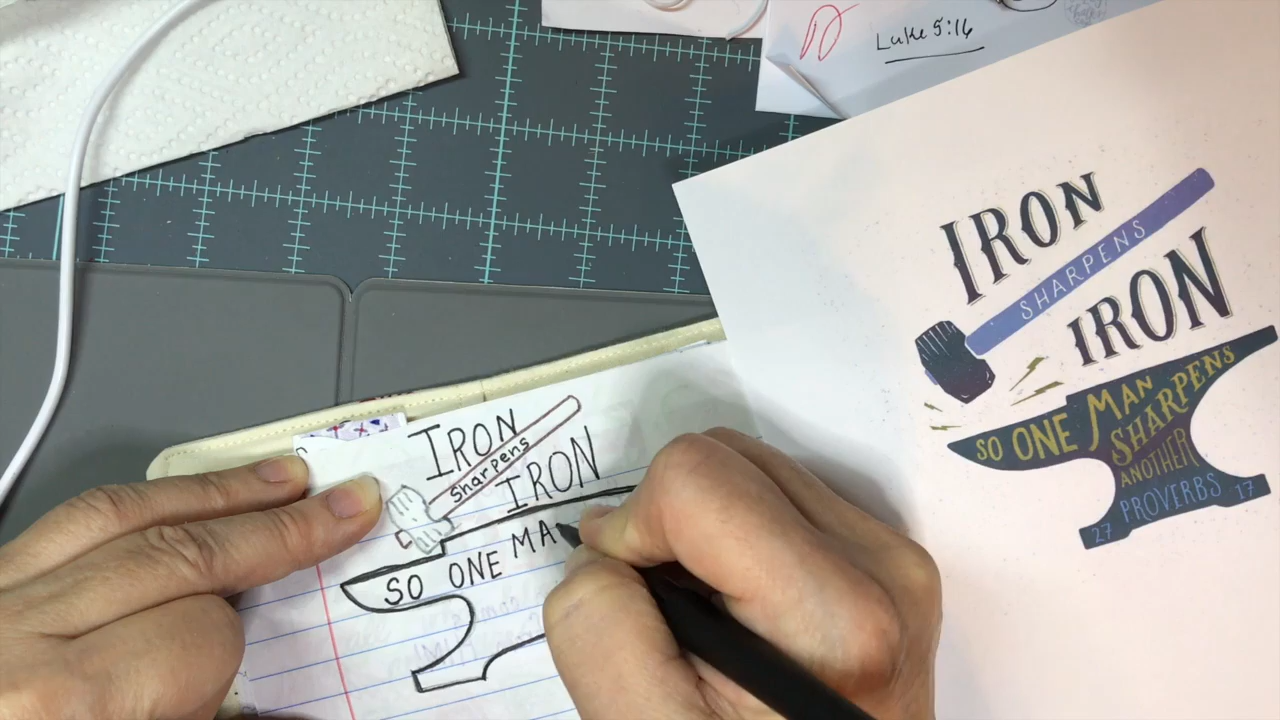 Luke 5:16
IRON
SHARPENS
IRON
SO ONE MAN
SHARPENS
ANOTHER
PROVERBS
27 17
IRON
Sharpens
IRON
SO ONE MA